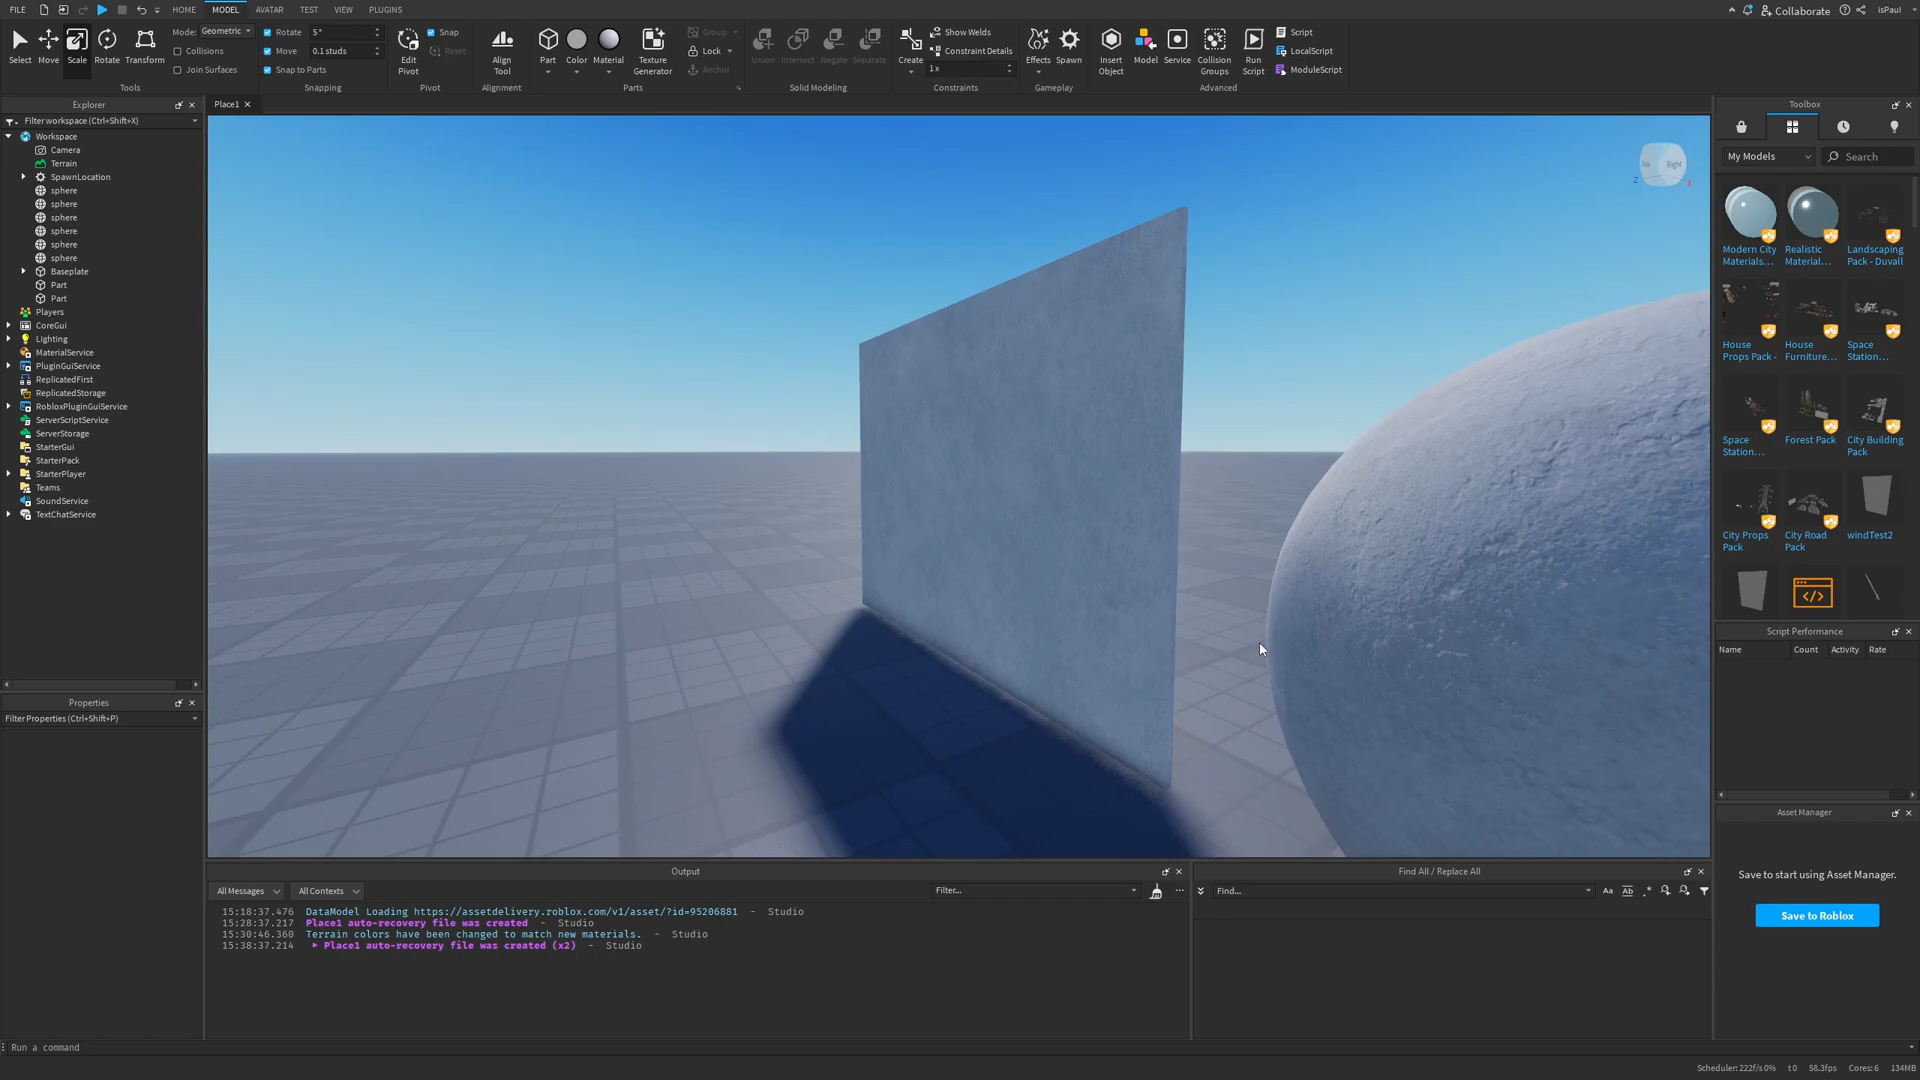 FILE HOME MODEL AVATAR TEST VIEW PLUGINS Collaborate isPaul
Select Move Scale Rotate Transform
Mode: Geometric
Collisions
Join Surfaces
Tools
Rotate 5°
Move 0.1 studs
Snap to Parts
Snapping
Edit Pivot
Snap
Reset
Pivot
Align Tool
Alignment
Part Color Material Texture Generator
Group
Lock
Anchor
Parts
Union Intersect Negate Separate
Solid Modeling
Create
Show Welds
Constraint Details
1 x
Constraints
Effects Spawn
Gameplay
Insert Object
Model Service Collision Groups
Run Script
Script
LocalScript
ModuleScript
Advanced
Explorer
Filter workspace (Ctrl+Shift+X)
Workspace
Camera
Terrain
SpawnLocation
sphere
sphere
sphere
sphere
sphere
sphere
Baseplate
Part
Part
Players
CoreGui
Lighting
MaterialService
PluginGuiService
ReplicatedFirst
ReplicatedStorage
RobloxPluginGuiService
ServerScriptService
ServerStorage
StarterGui
StarterPack
StarterPlayer
Teams
SoundService
TextChatService
Properties
Filter Properties (Ctrl+Shift+P)
Place1
Right
Z
X
Toolbox
My Models Search
Modern City Materials...
Realistic Material...
Landscaping Pack - Duvall
House Props Pack -
House Furniture...
Space Station...
Space Station...
Forest Pack
City Building Pack
City Props Pack
City Road Pack
windTest2
Script Performance
Name Count Activity Rate
Asset Manager
Save to start using Asset Manager.
Save to Roblox
Output
All Messages All Contexts Filter...
15:18:37.476 DataModel Loading https://assetdelivery.roblox.com/v1/asset/?id=95206881 - Studio
15:28:37.217 Place1 auto-recovery file was created - Studio
15:30:46.360 Terrain colors have been changed to match new materials. - Studio
15:38:37.214 Place1 auto-recovery file was created (x2) - Studio
Find All / Replace All
Find... Aa Ab .*
Run a command
Scheduler: 222f/s 0% t 0 58.3fps Cores: 6 134MB